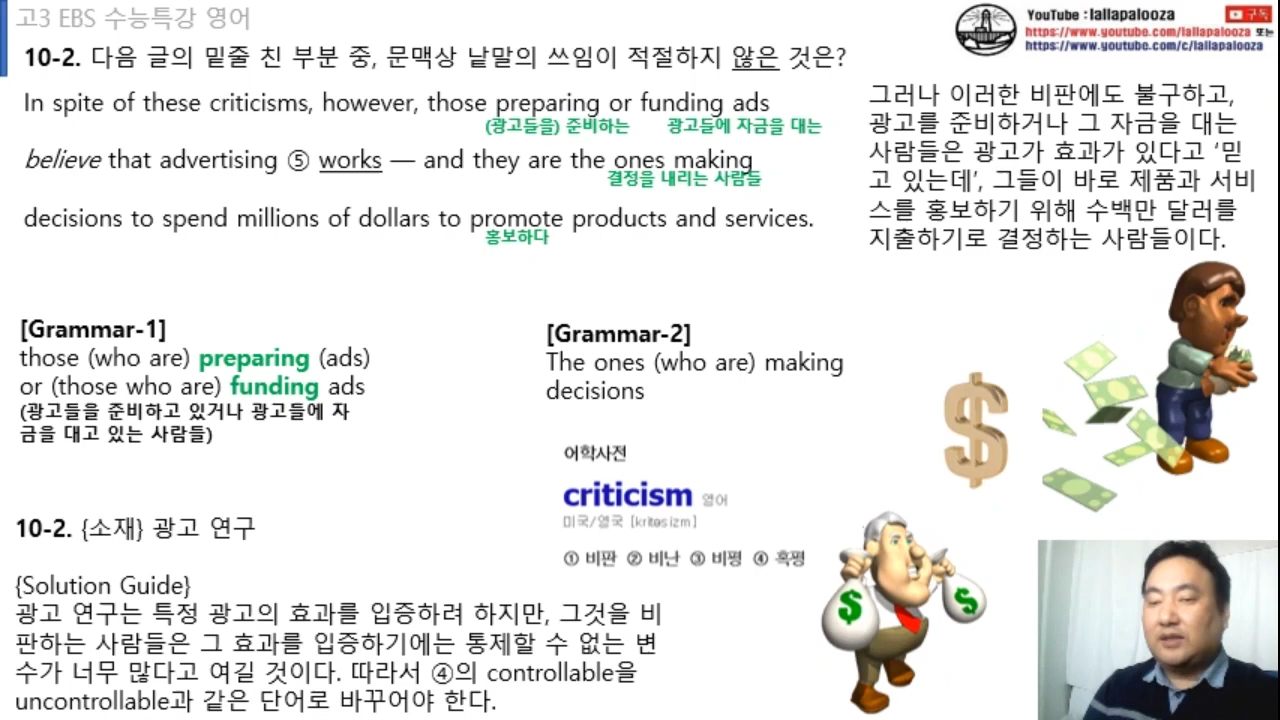 고3 EBS 수능특강 영어
YouTube : lallapalooza
구독
https://www.youtube.com/lallapalooza 또는
https://www.youtube.com/c/lallapalooza
10-2. 다음 글의 밑줄 친 부분 중, 문맥상 낱말의 쓰임이 적절하지 않은 것은?
In spite of these criticisms, however, those preparing or funding ads
(광고들을) 준비하는 광고들에 자금을 대는
believe that advertising ⑤ works — and they are the ones making
결정을 내리는 사람들
decisions to spend millions of dollars to promote products and services.
홍보하다
그러나 이러한 비판에도 불구하고,
광고를 준비하거나 그 자금을 대는
사람들은 광고가 효과가 있다고 ‘믿
고 있는데’, 그들이 바로 제품과 서비
스를 홍보하기 위해 수백만 달러를
지출하기로 결정하는 사람들이다.
[Grammar-1]
those (who are) preparing (ads)
or (those who are) funding ads
(광고들을 준비하고 있거나 광고들에 자
금을 대고 있는 사람들)
[Grammar-2]
The ones (who are) making
decisions
어학사전
criticism 영어
미국/영국 [krítəsìzm]
① 비판 ② 비난 ③ 비평 ④ 혹평
$
$ $
10-2. {소재} 광고 연구
{Solution Guide}
광고 연구는 특정 광고의 효과를 입증하려 하지만, 그것을 비
판하는 사람들은 그 효과를 입증하기에는 통제할 수 없는 변
수가 너무 많다고 여길 것이다. 따라서 ④의 controllable을
uncontrollable과 같은 단어로 바꾸어야 한다.